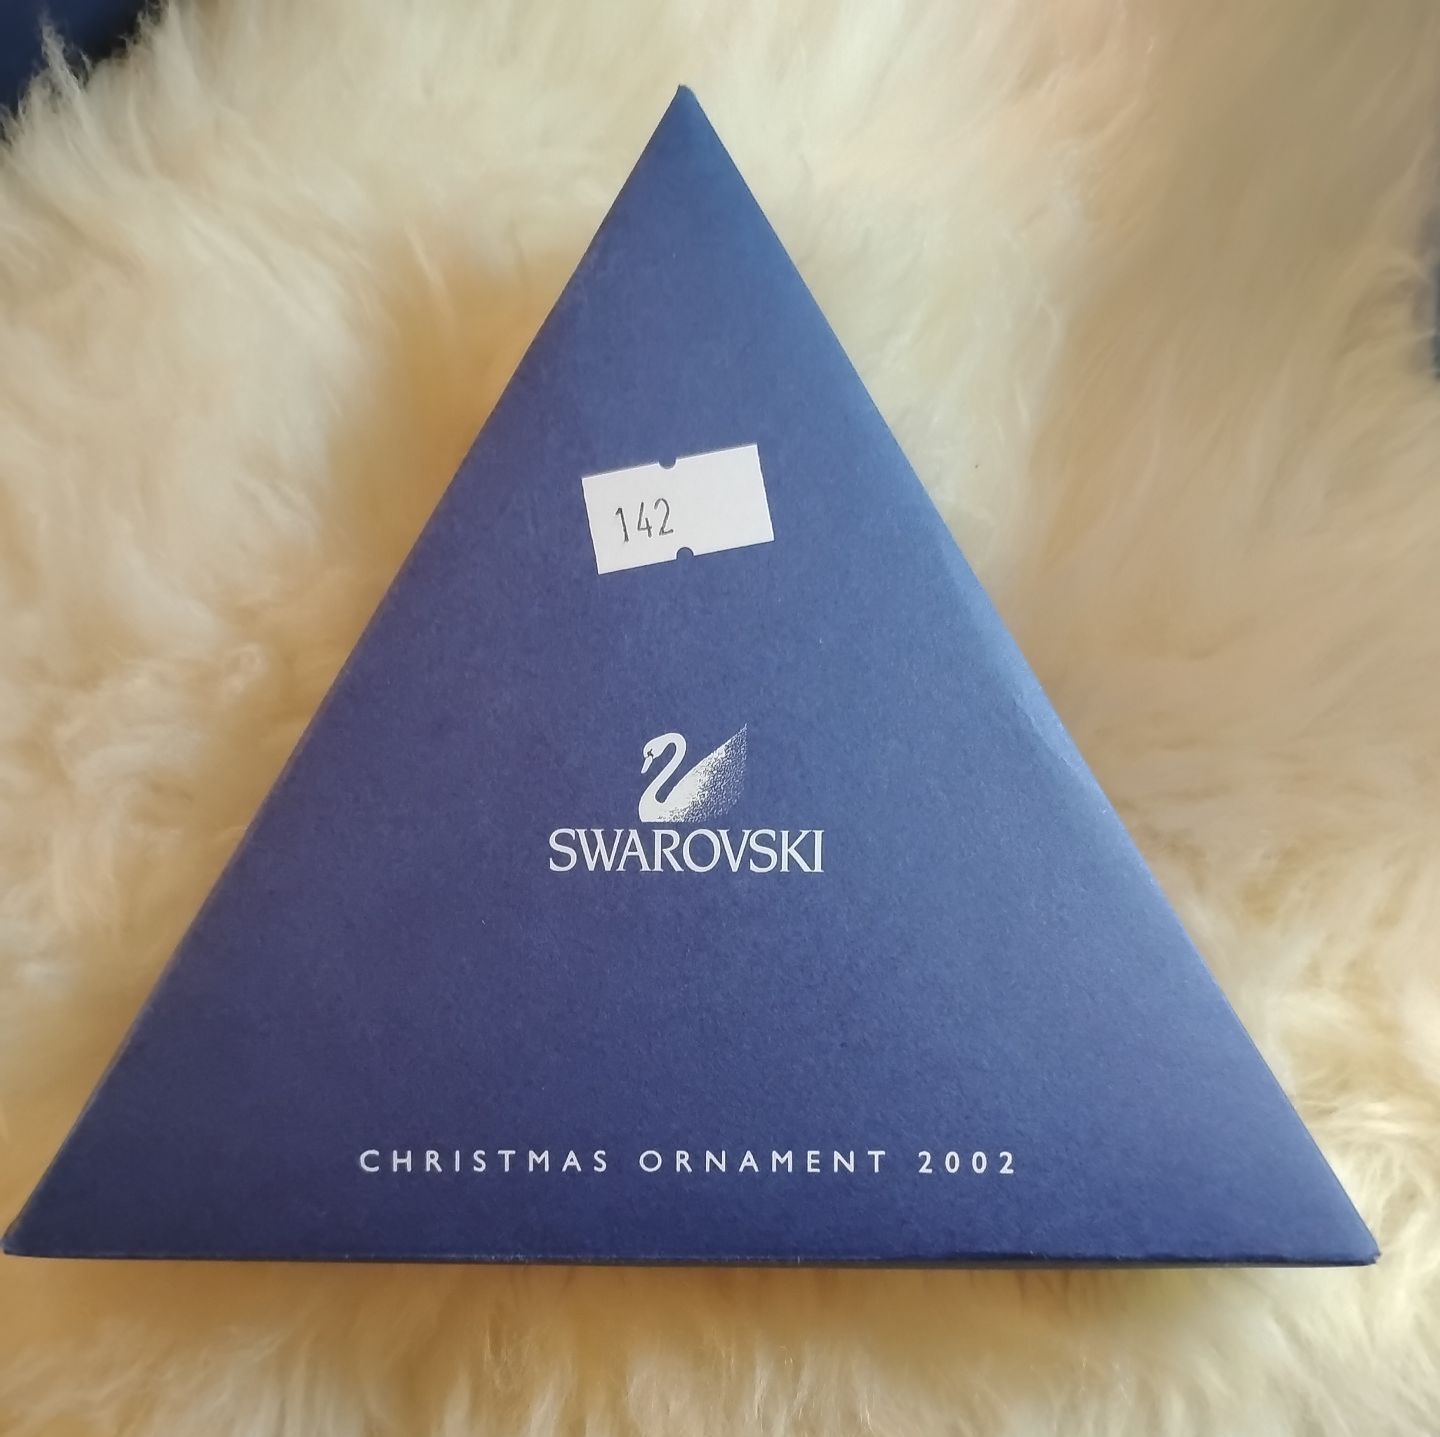 142
SWAROVSKI
CHRISTMAS ORNAMENT 2002